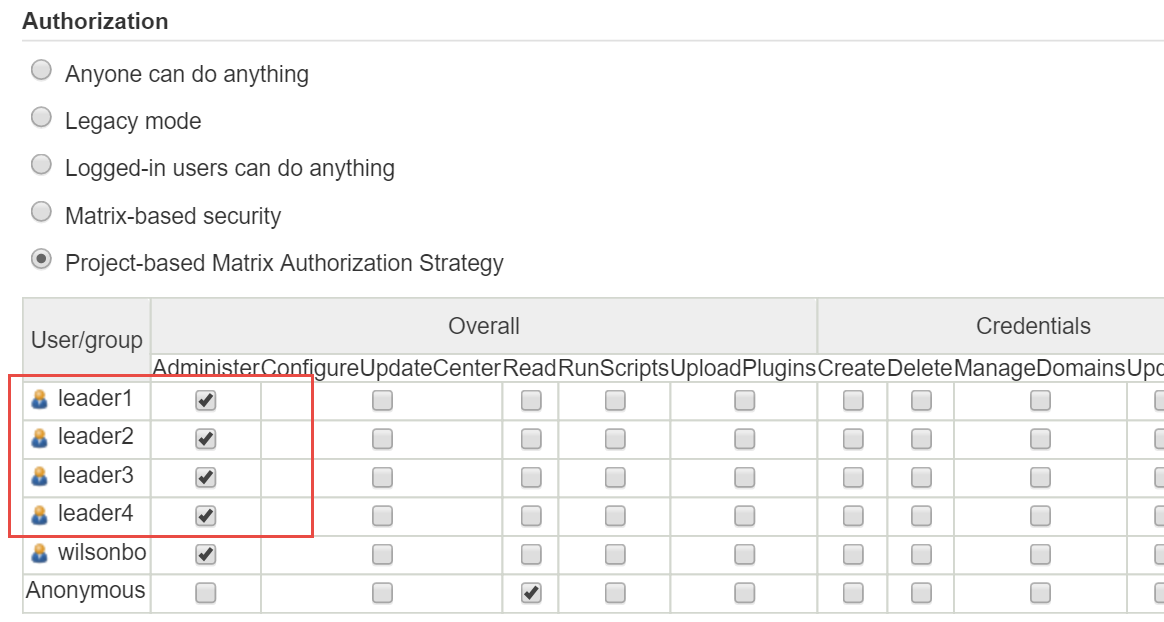 Authorization
Anyone can do anything
Legacy mode
Logged-in users can do anything
Matrix-based security
Project-based Matrix Authorization Strategy
User/group Overall Credentials
Administer ConfigureUpdateCenter Read RunScripts UploadPlugins Create Delete ManageDomains
leader1
leader2
leader3
leader4
wilsonbo
Anonymous